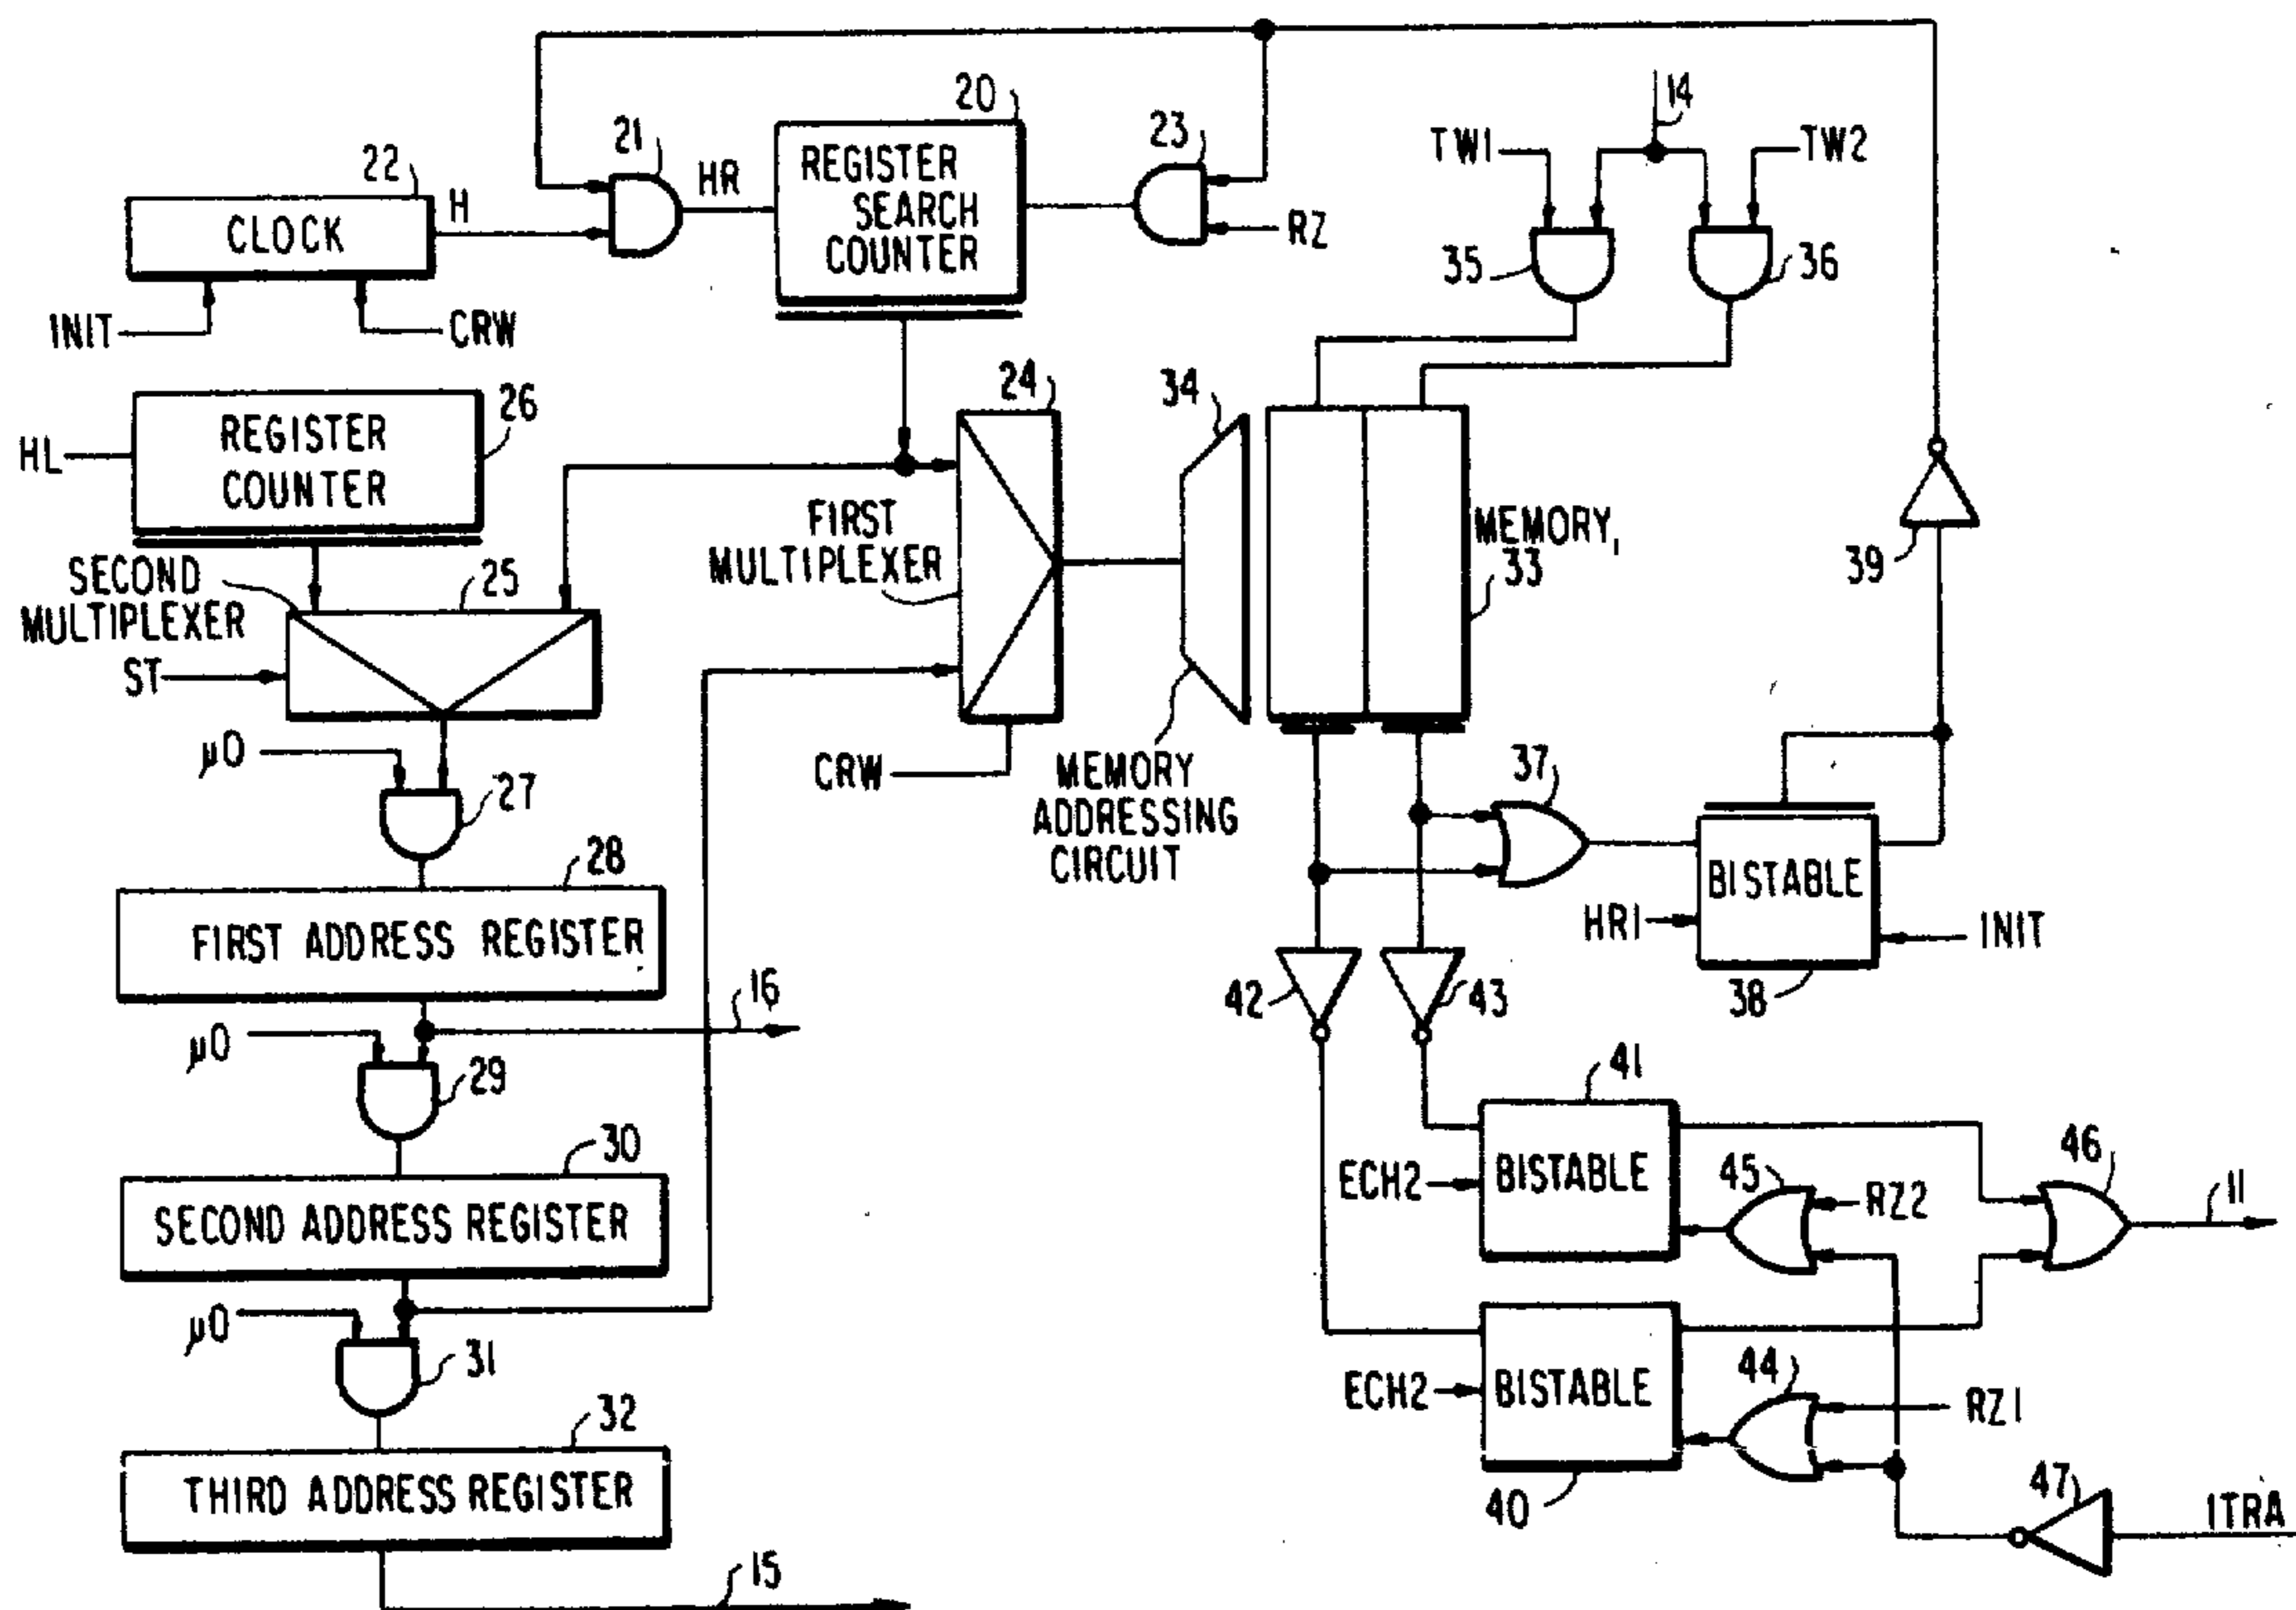 14
20
21
23
TW1
TW2
22
HR
REGISTER
SEARCH
COUNTER
H
CLOCK
RZ
35
36
INIT
CRW
24
34
26
REGISTER
COUNTER
HL
FIRST
MULTIPLEXER
MEMORY
33
39
SECOND
MULTIPLEXER
25
ST
μ0
CRW
MEMORY
ADDRESSING
CIRCUIT
37
27
28
BISTABLE
FIRST ADDRESS REGISTER
HR1
INIT
16
42
43
38
μ0
29
41
30
46
ECH2
BISTABLE
45
RZ2
11
SECOND ADDRESS REGISTER
μ0
31
44
ECH2
BISTABLE
RZ1
32
THIRD ADDRESS REGISTER
40
47
ITRA
15